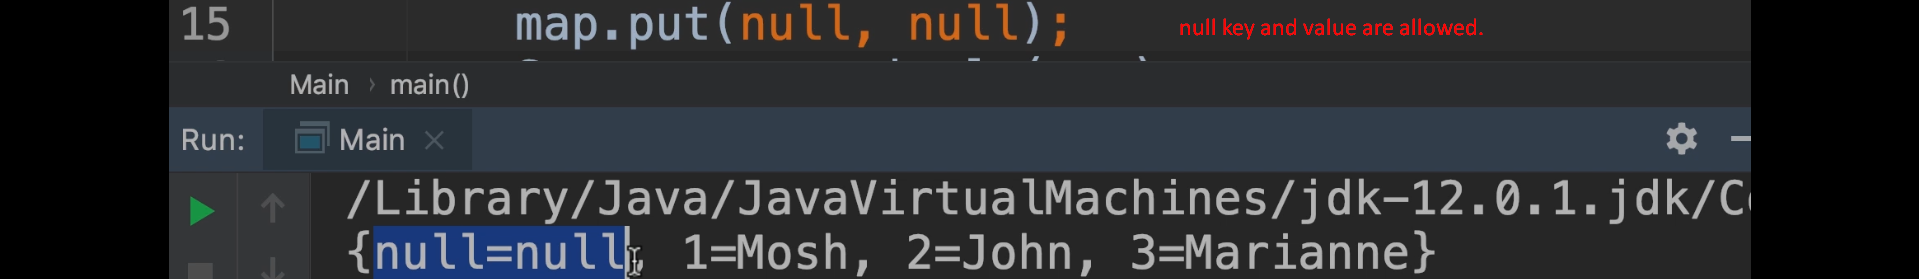 15 map.put(null, null); null key and value are allowed.
Main › main()
Run: Main ×
/Library/Java/JavaVirtualMachines/jdk-12.0.1.jdk/C
{null=null, 1=Mosh, 2=John, 3=Marianne}